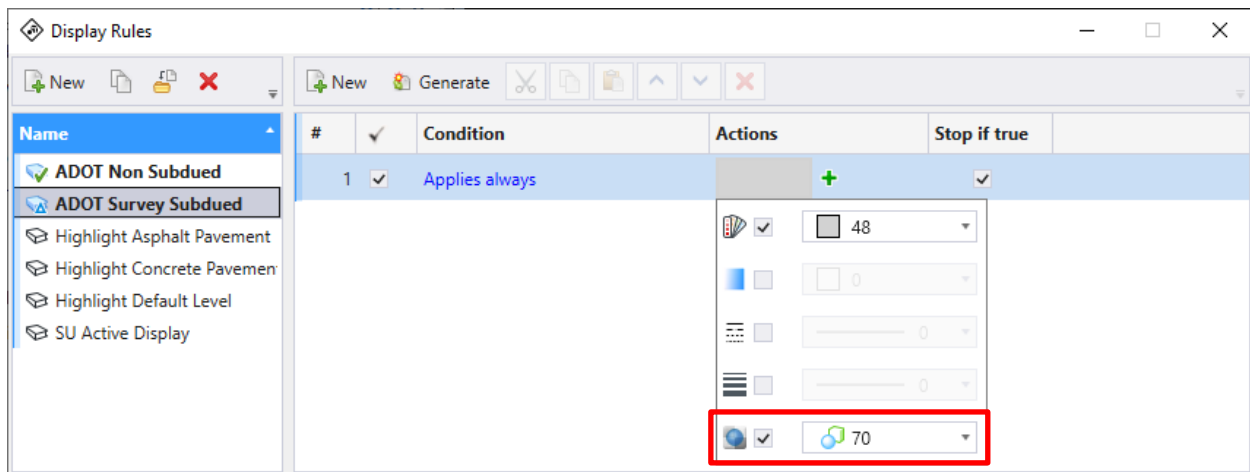 Display Rules
New
New Generate
Name
# Condition Actions Stop if true
ADOT Non Subdued
1 Applies always
ADOT Survey Subdued
Highlight Asphalt Pavement
48
Highlight Concrete Pavemen
0
Highlight Default Level
SU Active Display
0
0
70